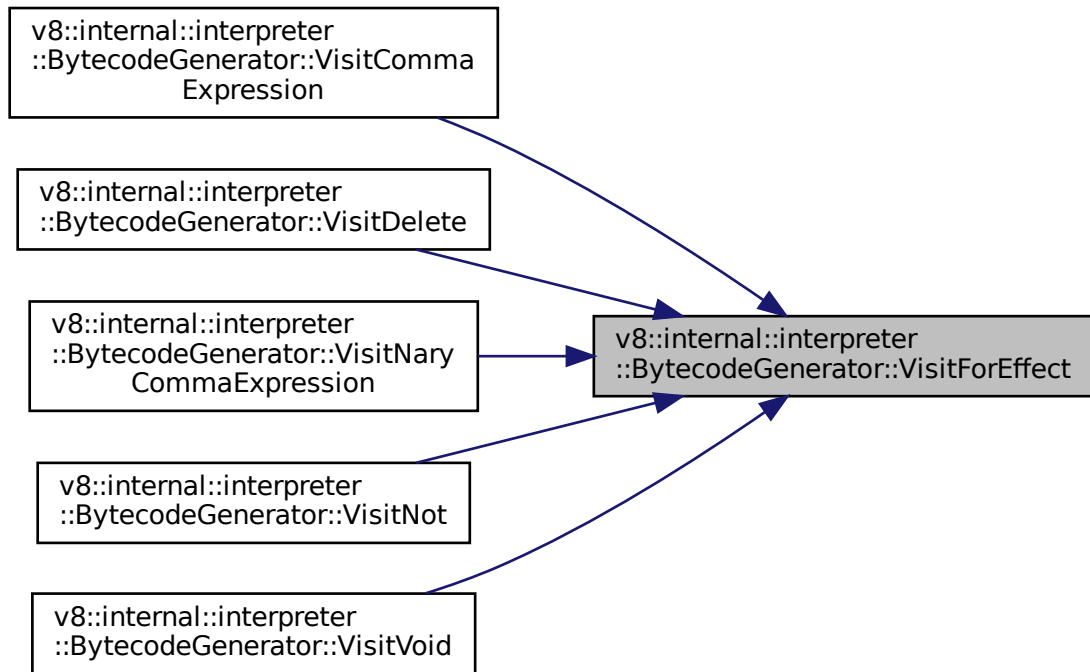 v8::internal::interpreter
::BytecodeGenerator::VisitComma
Expression
v8::internal::interpreter
::BytecodeGenerator::VisitDelete
v8::internal::interpreter
::BytecodeGenerator::VisitNary
CommaExpression
v8::internal::interpreter
::BytecodeGenerator::VisitForEffect
v8::internal::interpreter
::BytecodeGenerator::VisitNot
v8::internal::interpreter
::BytecodeGenerator::VisitVoid